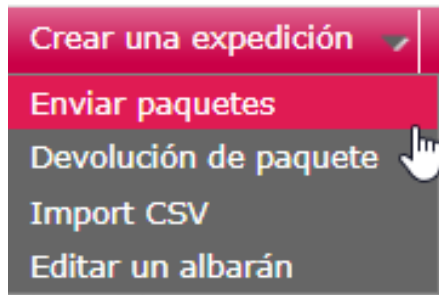 Crear una expedición
Enviar paquetes
Devolución de paquete
Import CSV
Editar un albarán